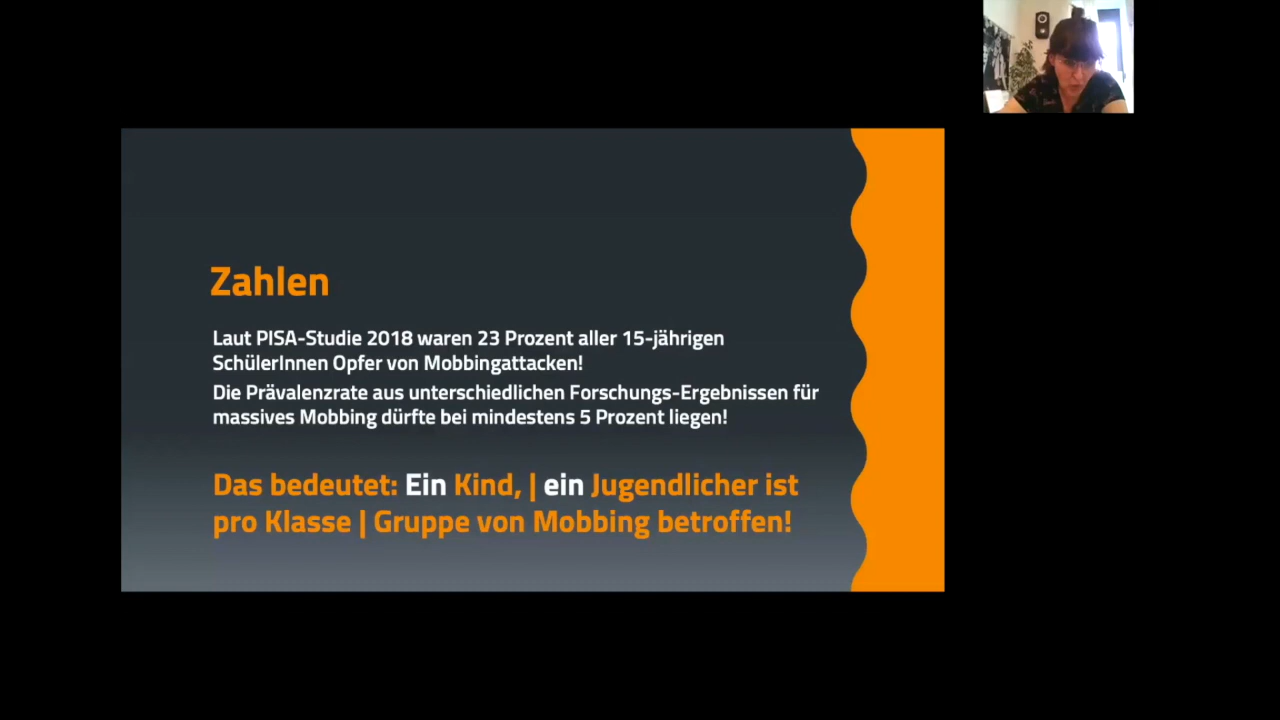 Zahlen
Laut PISA-Studie 2018 waren 23 Prozent aller 15-jährigen
SchülerInnen Opfer von Mobbingattacken!
Die Prävalenzrate aus unterschiedlichen Forschungs-Ergebnissen für
massives Mobbing dürfte bei mindestens 5 Prozent liegen!
Das bedeutet: Ein Kind, | ein Jugendlicher ist
pro Klasse | Gruppe von Mobbing betroffen!